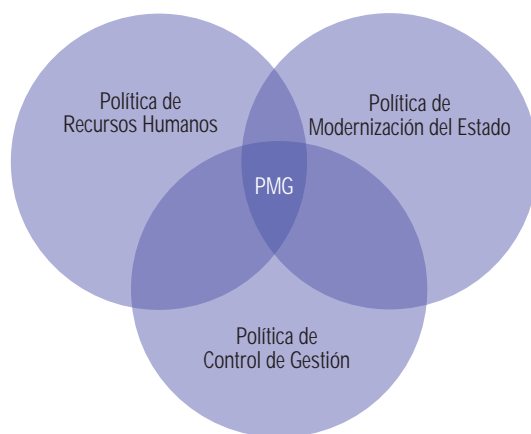 Política de
Recursos Humanos
Política de
Modernización del Estado
PMG
Política de
Control de Gestión